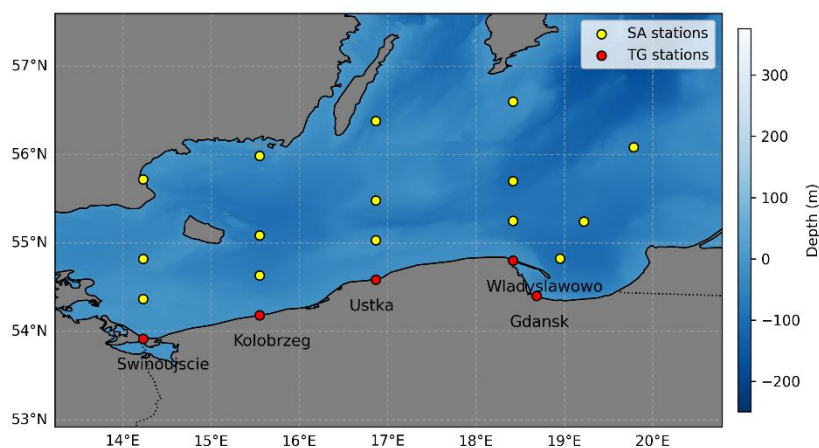 SA stations
TG stations
57°N
56°N
55°N
54°N
53°N
Wladyslawowo
Ustka
Gdansk
Kolobrzeg
Swinoujscie
14°E
15°E
16°E
17°E
18°E
19°E
20°E
300
200
100
0
−100
−200
Depth (m)